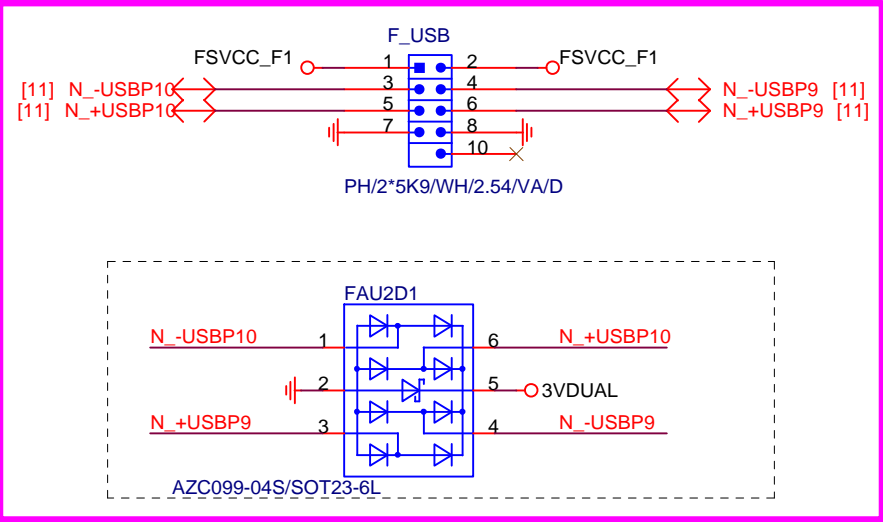 F_USB
FSVCC_F1 1 2 FSVCC_F1
[11] N_-USBP10 3 4 N_-USBP9 [11]
[11] N_+USBP10 5 6 N_+USBP9 [11]
7 8
10
PH/2*5K9/WH/2.54/VA/D
FAU2D1
N_-USBP10 1 6 N_+USBP10
2 5 3VDUAL
N_+USBP9 3 4 N_-USBP9
AZC099-04S/SOT23-6L